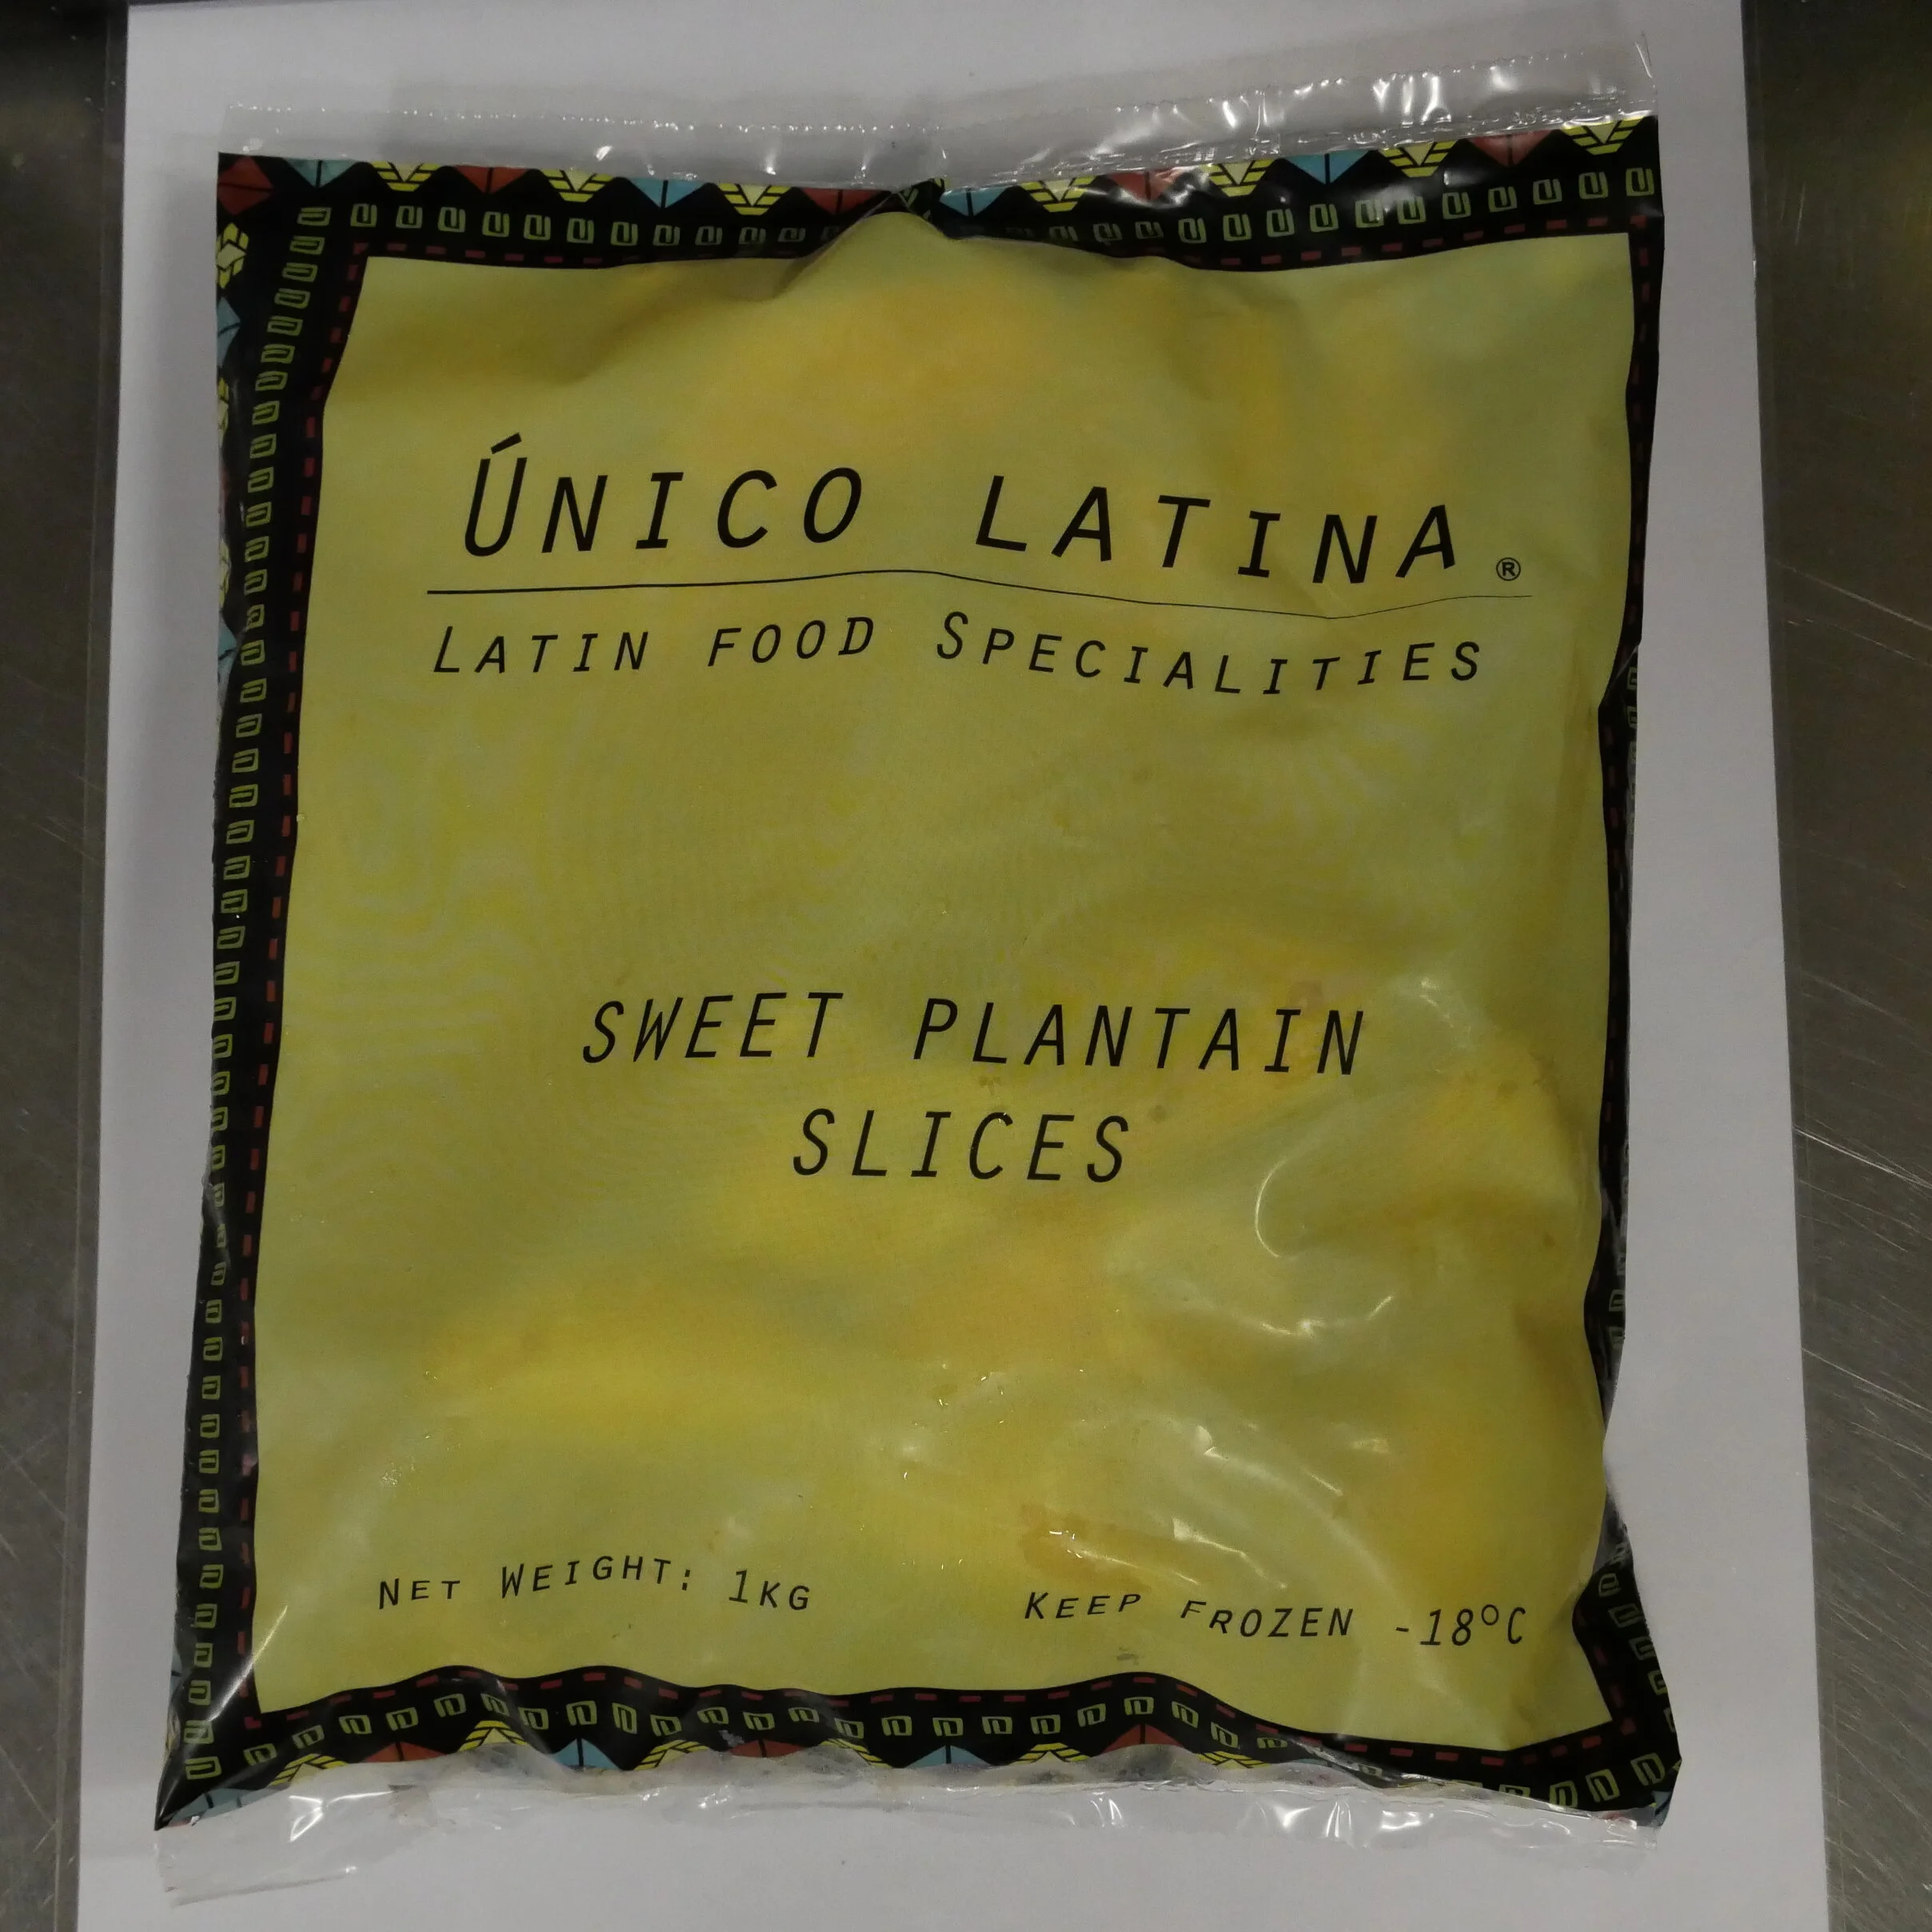 ÚNICO LATINA®
LATIN FOOD SPECIALITIES
SWEET PLANTAIN
SLICES
NET WEIGHT: 1KG
KEEP FROZEN -18°C